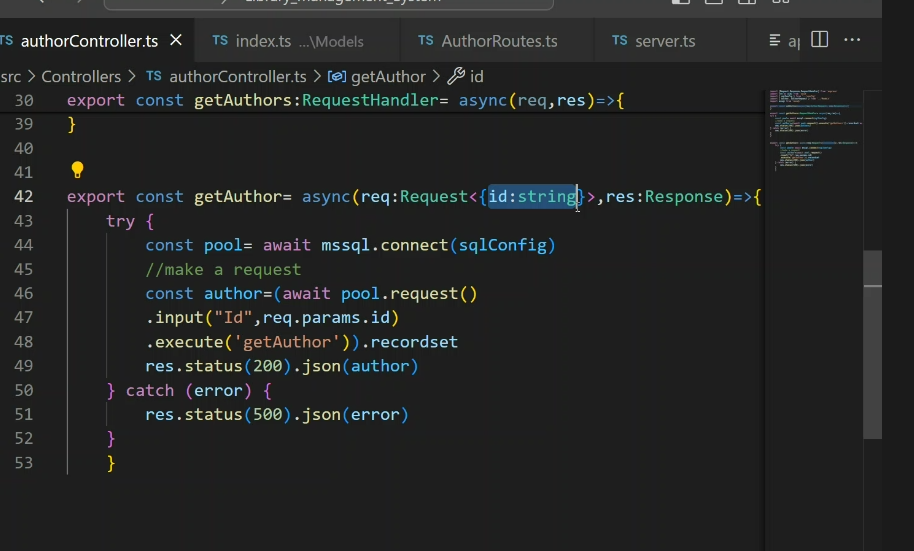 TS authorController.ts ✕ TS index.ts ...\Models TS AuthorRoutes.ts TS server.ts
src > Controllers > TS authorController.ts > getAuthor > id
30 export const getAuthors:RequestHandler= async(req,res)=>{
39 }
40
41
42 export const getAuthor= async(req:Request<{id:string}>,res:Response)=>{
43 try {
44 const pool= await mssql.connect(sqlConfig)
45 //make a request
46 const author=(await pool.request()
47 .input("Id",req.params.id)
48 .execute('getAuthor')).recordset
49 res.status(200).json(author)
50 } catch (error) {
51 res.status(500).json(error)
52 }
53 }